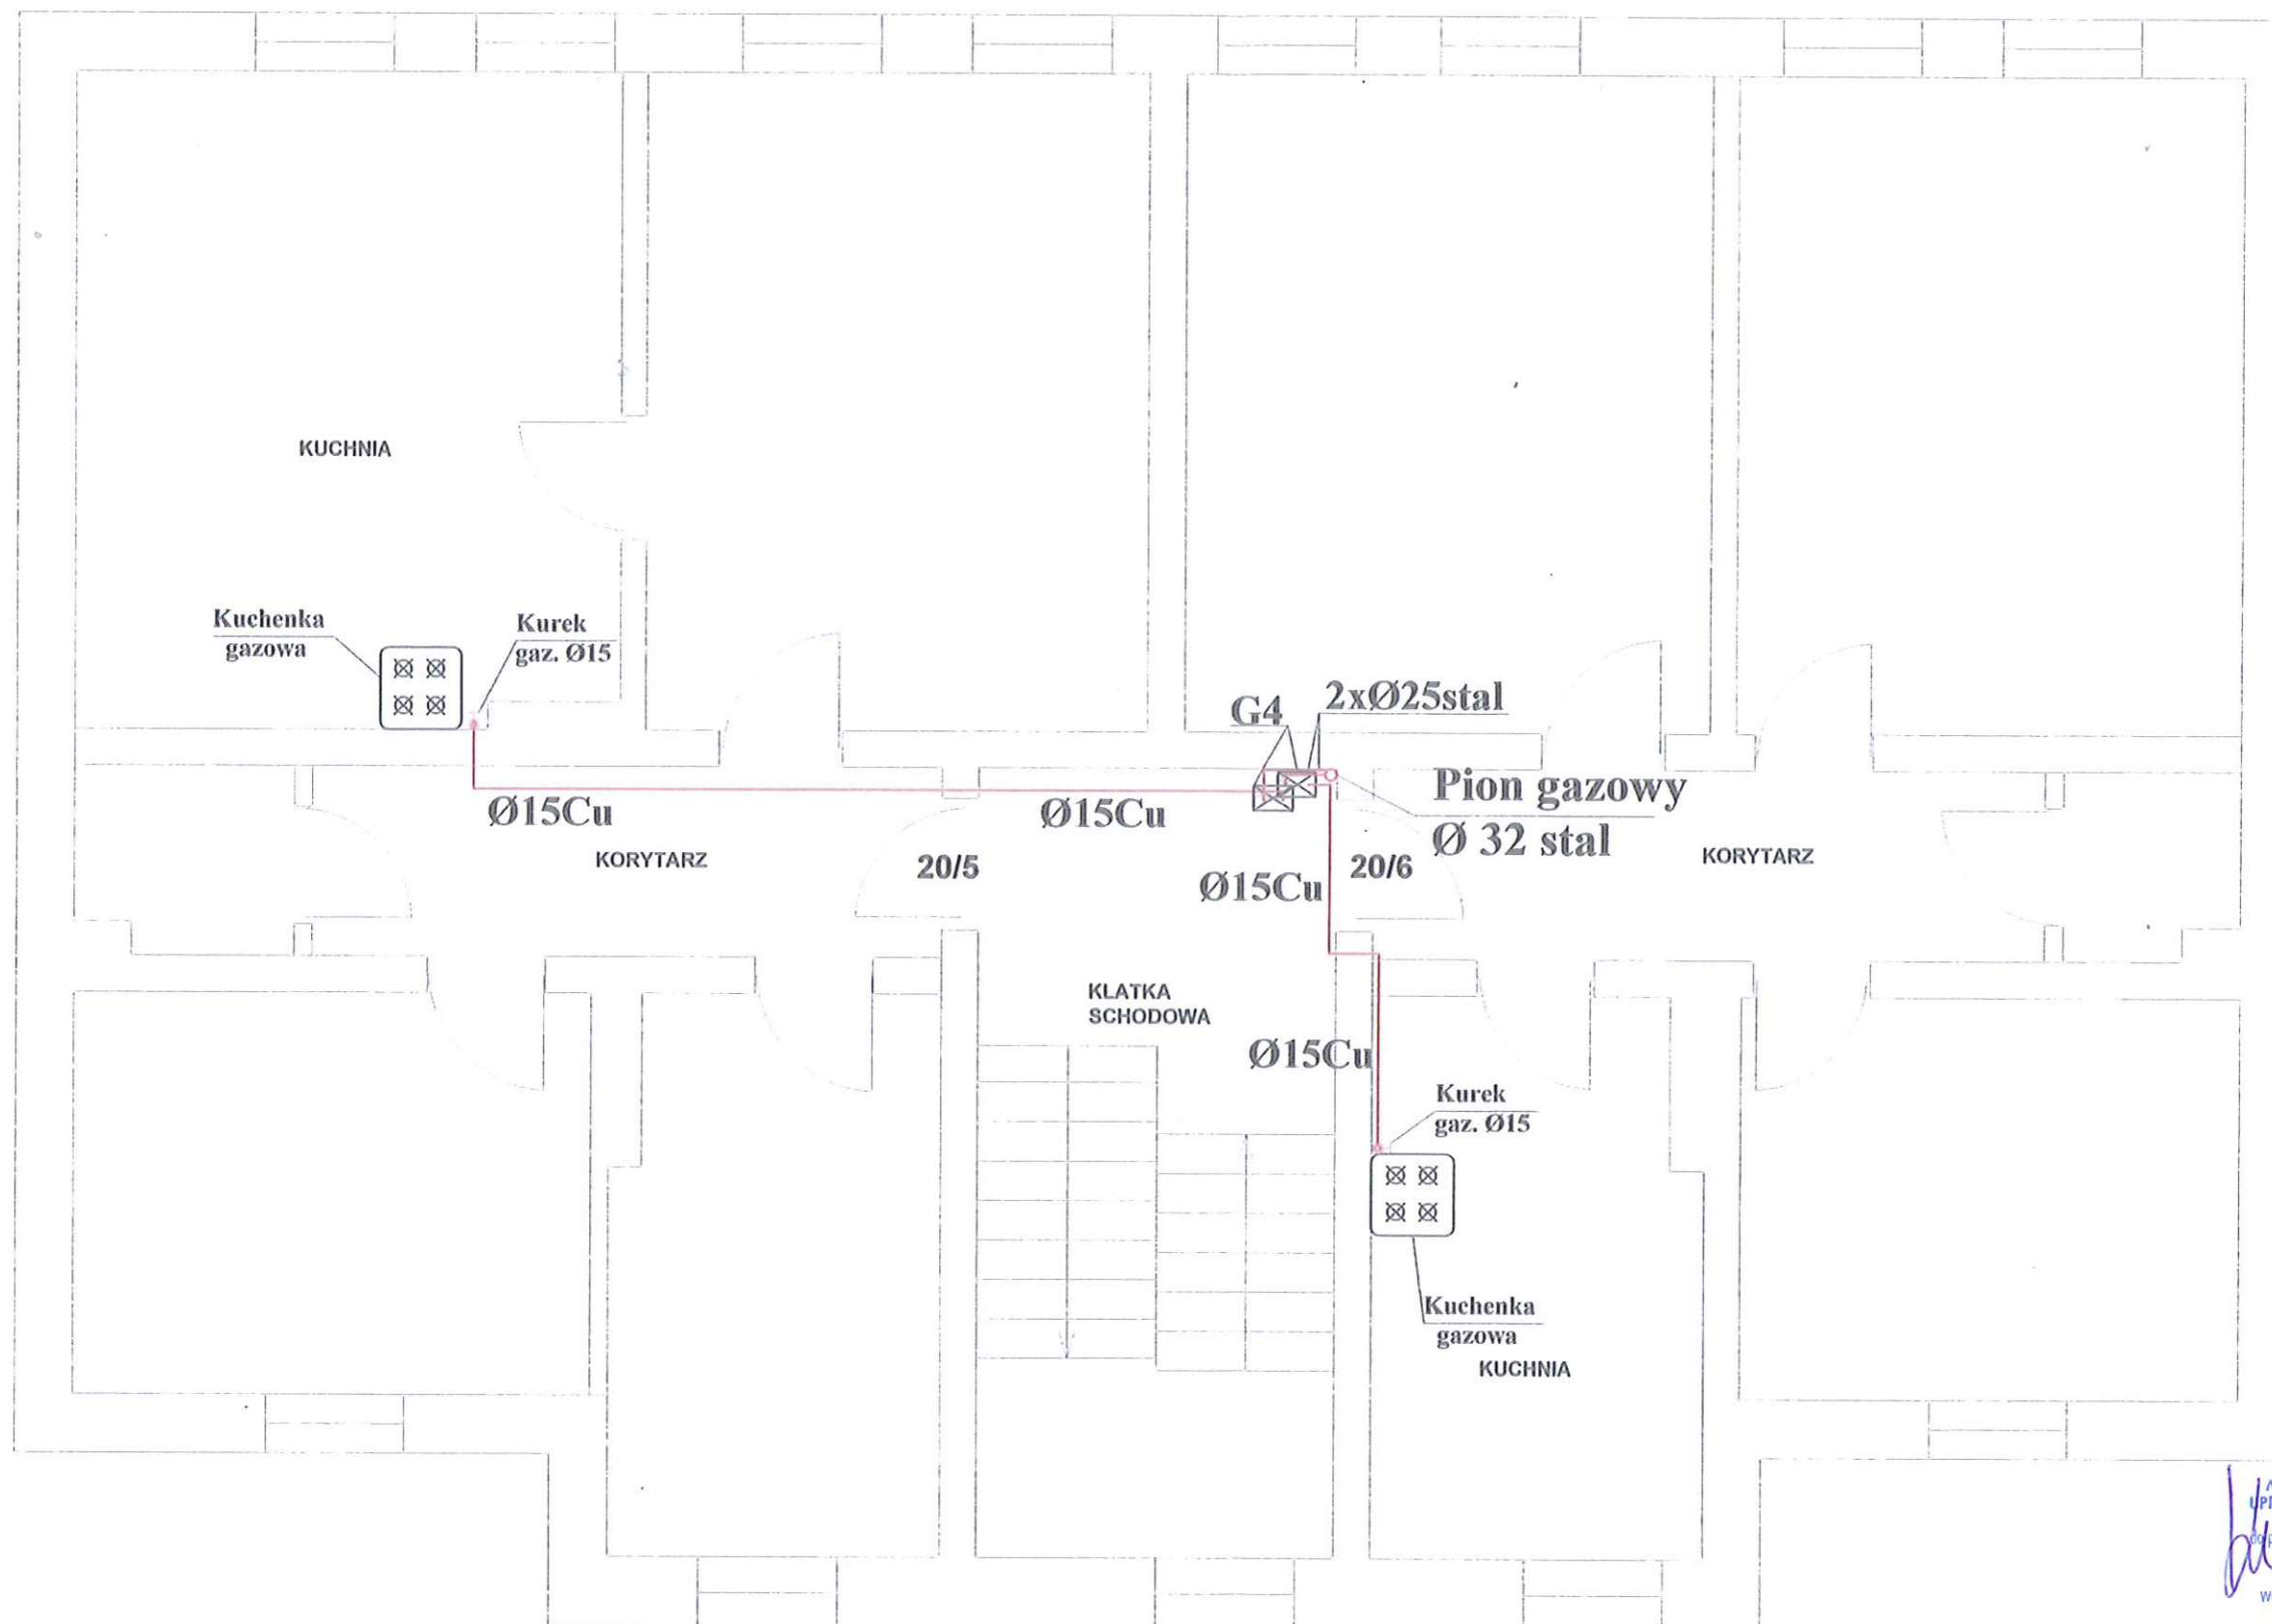 KUCHNIA
Kuchenka
gazowa
Kurek
gaz. Ø15
G4
2xØ25stal
Pion gazowy
Ø 32 stal
Ø15Cu
Ø15Cu
KORYTARZ
20/5
Ø15Cu
20/6
KORYTARZ
KLATKA
SCHODOWA
Ø15Cu
Kurek
gaz. Ø15
Kuchenka
gazowa
KUCHNIA